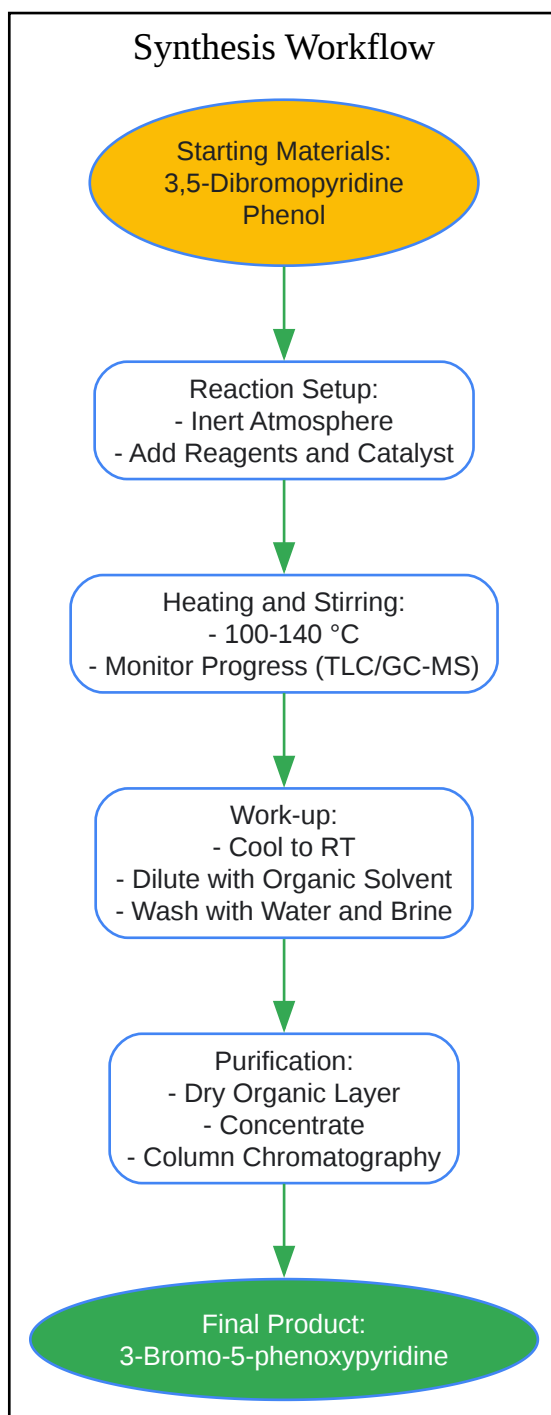 Synthesis Workflow
Starting Materials:
3,5-Dibromopyridine
Phenol
Reaction Setup:
- Inert Atmosphere
- Add Reagents and Catalyst
Heating and Stirring:
- 100-140 °C
- Monitor Progress (TLC/GC-MS)
Work-up:
- Cool to RT
- Dilute with Organic Solvent
- Wash with Water and Brine
Purification:
- Dry Organic Layer
- Concentrate
- Column Chromatography
Final Product:
3-Bromo-5-phenoxypyridine